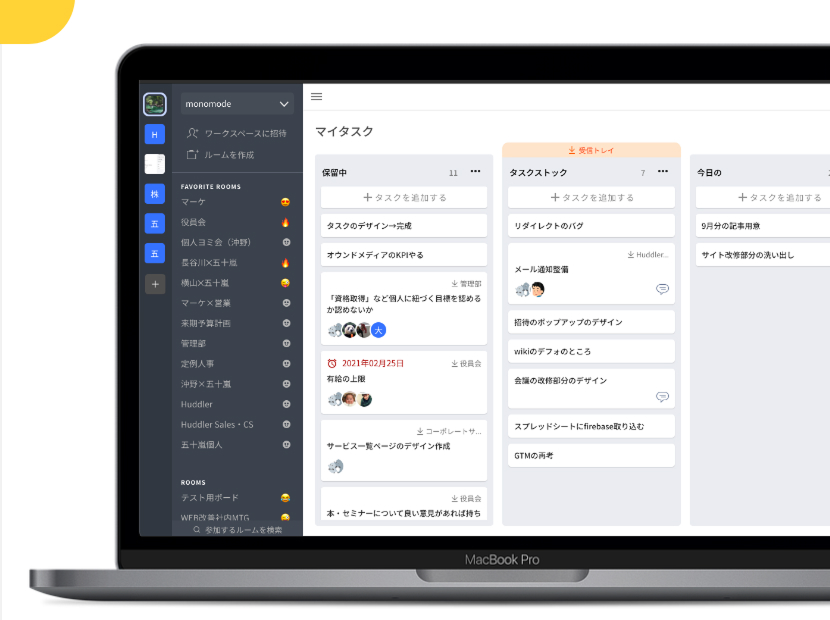 monomode
ワークスペースに招待
ルームを作成
FAVORITE ROOMS
マーケ
役員会
個人ヨミ会（沖野）
長谷川×五十嵐
横山×五十嵐
マーケ×営業
来期予算計画
管理部
定例人事
沖野×五十嵐
Huddler
Huddler Sales・CS
五十嵐個人
ROOMS
テスト用ボード
WEB改善社内MTG
参加するルームを検索
H
株
五
五
+
マイタスク
保留中 11 •••
+ タスクを追加する
タスクのデザイン→完成
オウンドメディアのKPIやる
管理部
「資格取得」など個人に紐づく目標を認める
か認めないか
大
2021年02月25日 役員会
有給の上限
コーポレートサ...
サービス一覧ページのデザイン作成
役員会
本・セミナーについて良い意見があれば持ち
受信トレイ
タスクストック 7 •••
+ タスクを追加する
リダイレクトのバグ
Huddler...
メール通知整備
招待のポップアップのデザイン
wikiのデフォのところ
会議の改修部分のデザイン
スプレッドシートにfirebase取り込む
GTMの再考
今日の
+ タスクを追加する
9月分の記事用意
サイト改修部分の洗い出し
MacBook Pro